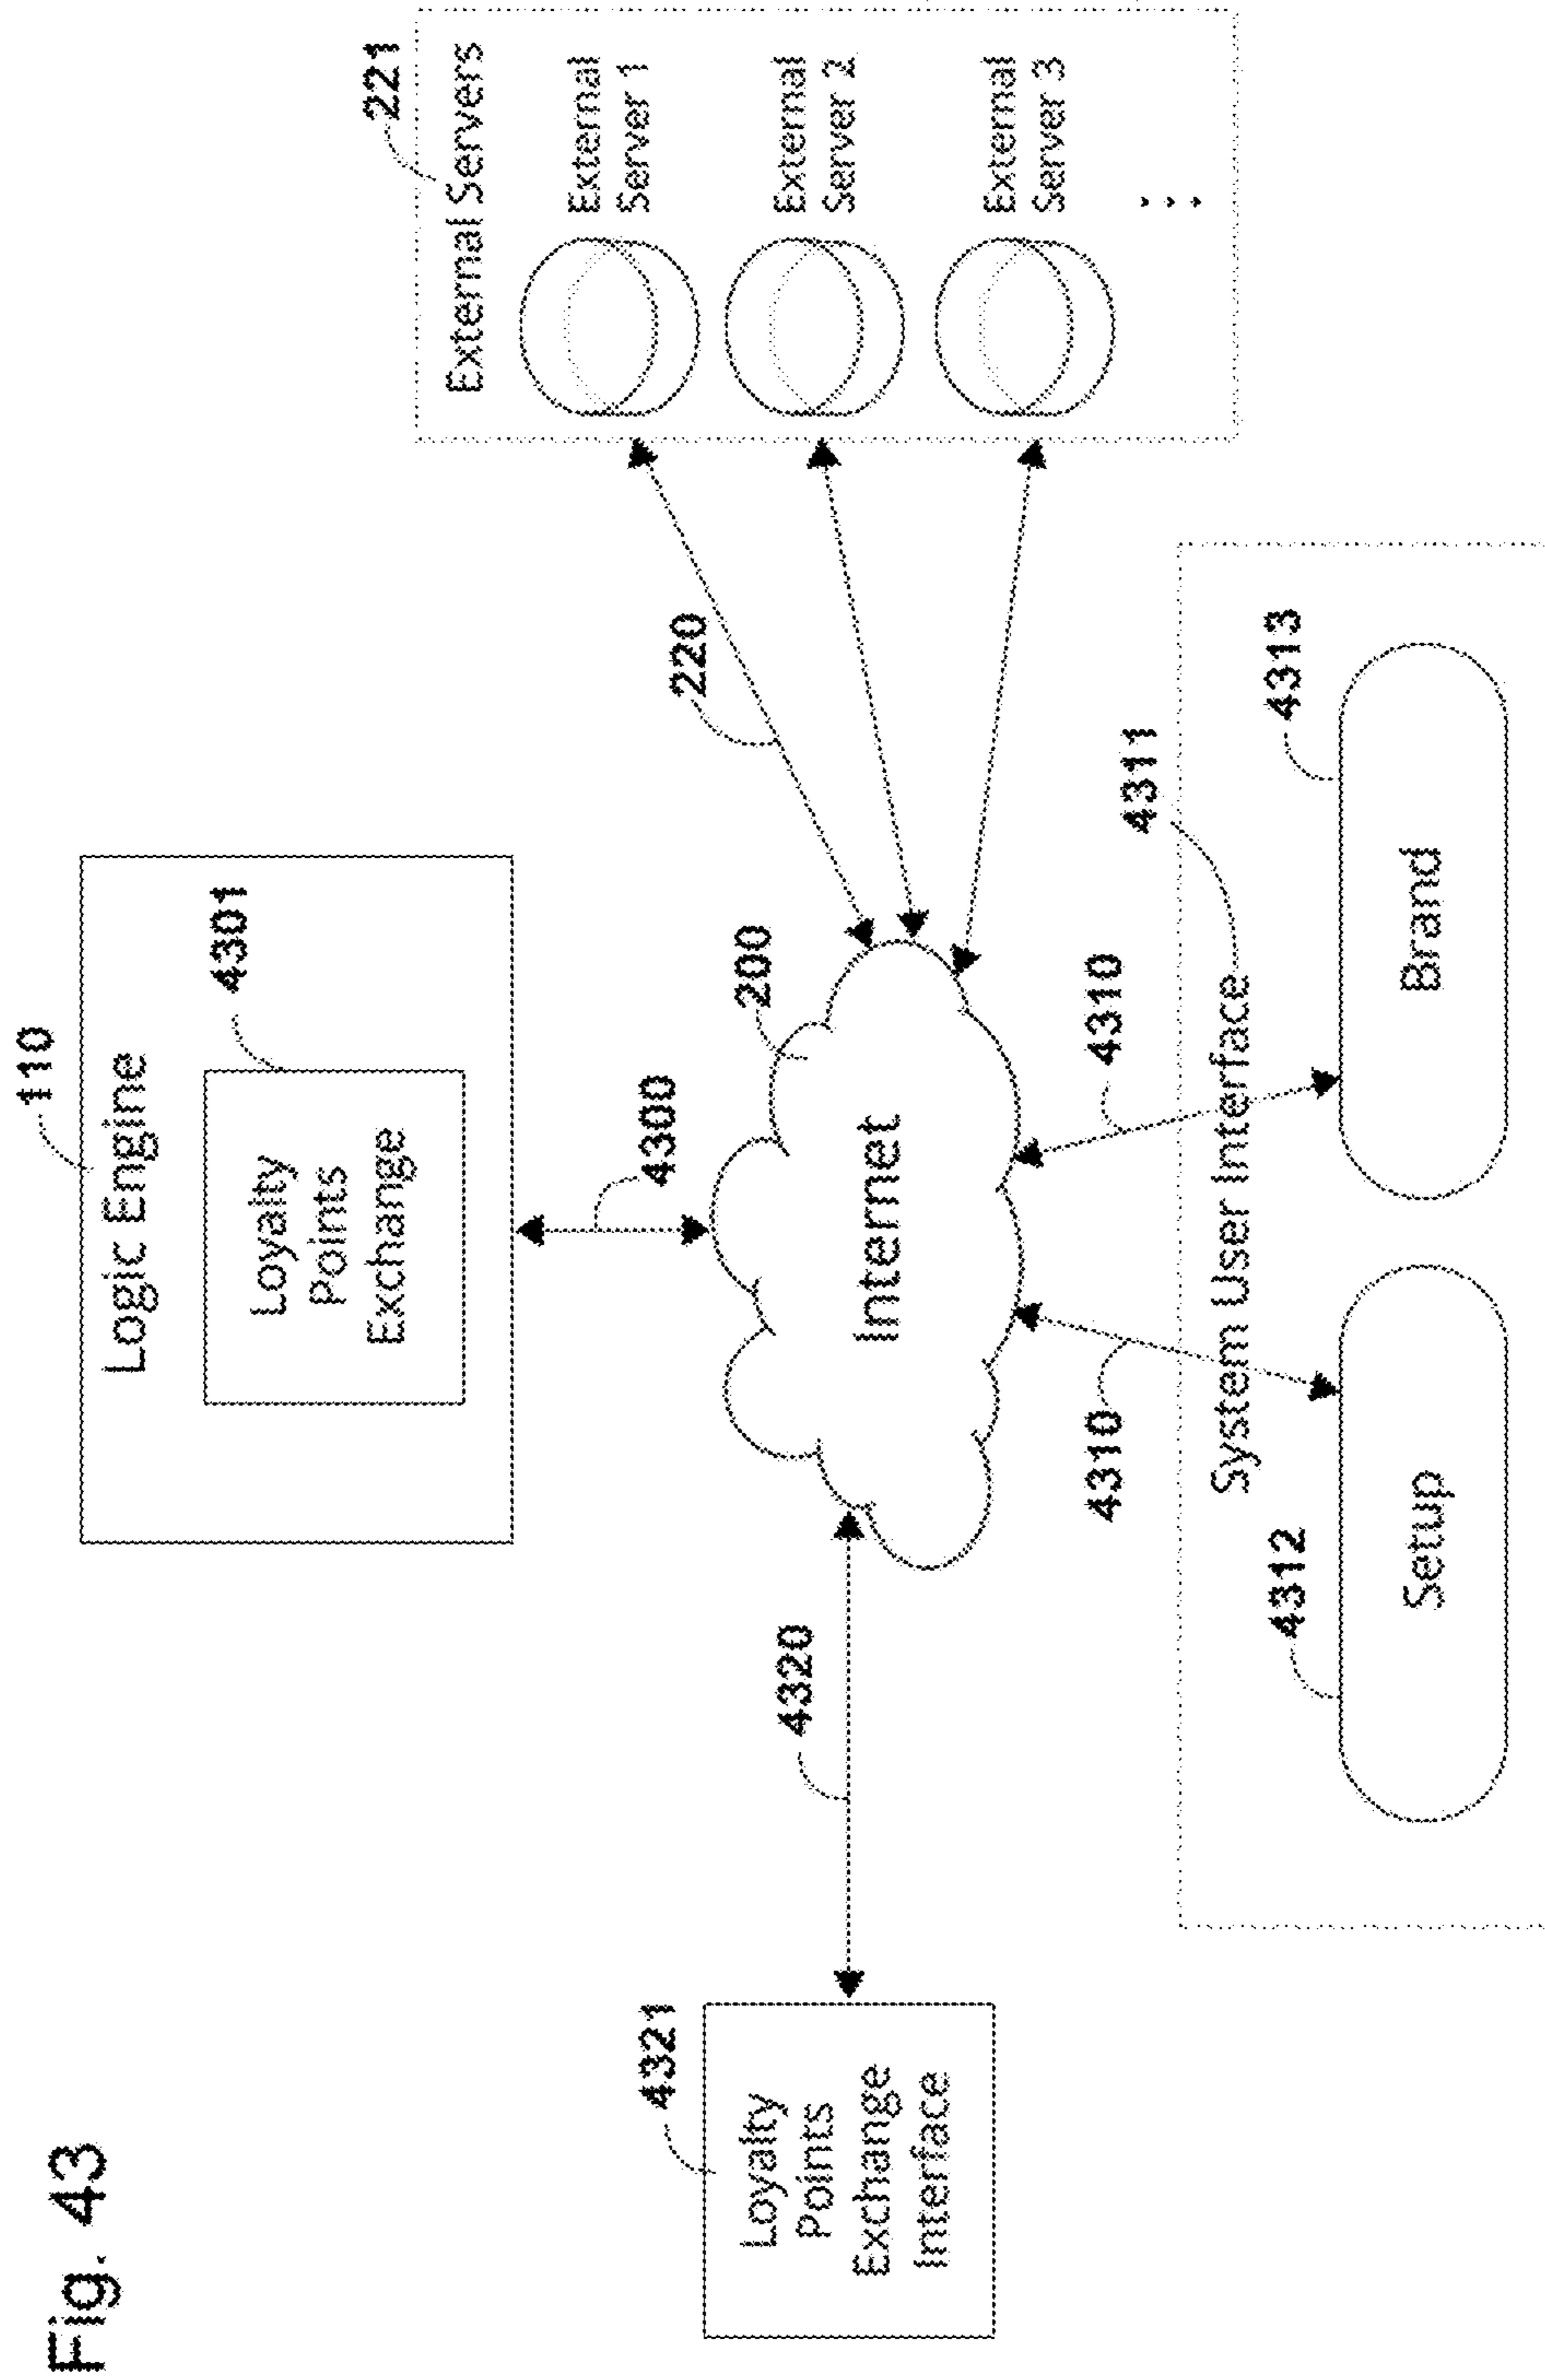 Fig. 43
110
Logic Engine
4301
Loyalty
Points
Exchange
4300
200
Internet
220
221
External Servers
External
Server 1
External
Server 2
External
Server 3
4320
4321
Loyalty
Points
Exchange
Interface
4310
4310
4311
System User Interface
4312
Setup
4313
Brand